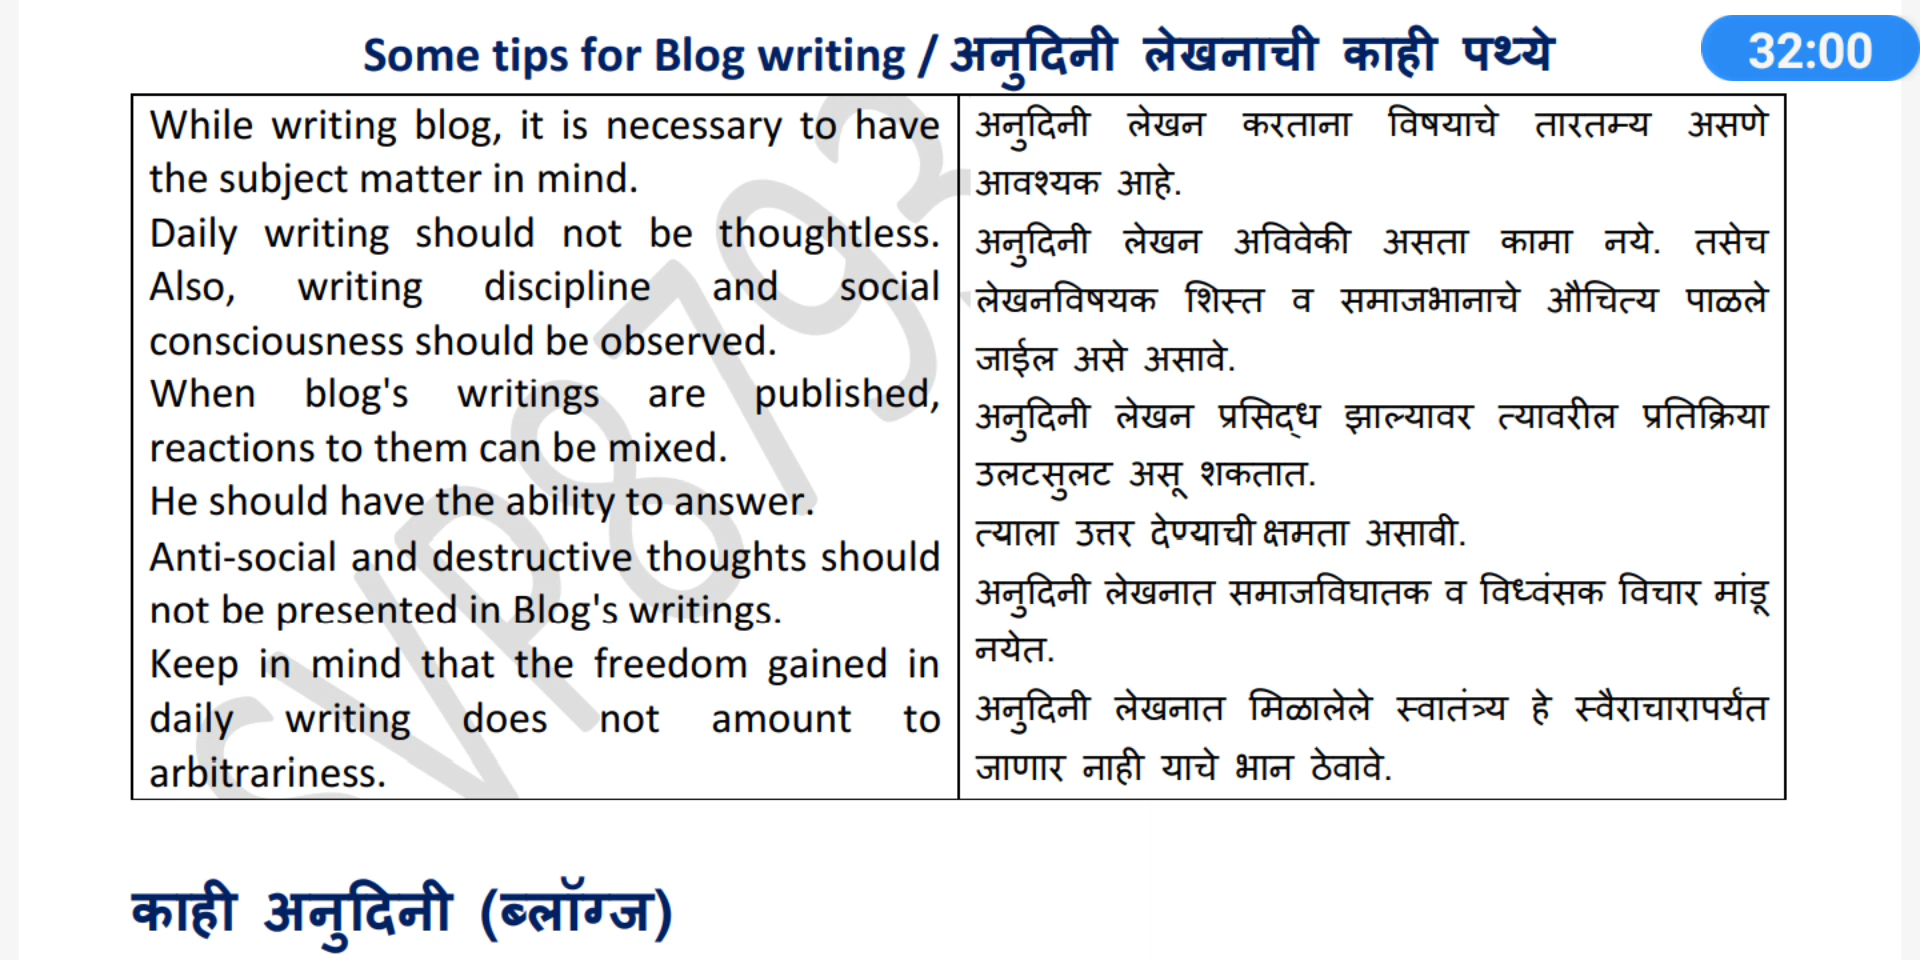 Some tips for Blog writing / अनुदिनी लेखनाची काही पथ्ये
32:00
While writing blog, it is necessary to have
the subject matter in mind.
Daily writing should not be thoughtless.
Also, writing discipline and social
consciousness should be observed.
When blog's writings are published,
reactions to them can be mixed.
He should have the ability to answer.
Anti-social and destructive thoughts should
not be presented in Blog's writings.
Keep in mind that the freedom gained in
daily writing does not amount to
arbitrariness.
अनुदिनी लेखन करताना विषयाचे तारतम्य असणे
आवश्यक आहे.
अनुदिनी लेखन अविवेकी असता कामा नये. तसेच
लेखनविषयक शिस्त व समाजभानाचे औचित्य पाळले
जाईल असे असावे.
अनुदिनी लेखन प्रसिद्ध झाल्यावर त्यावरील प्रतिक्रिया
उलटसुलट असू शकतात.
त्याला उत्तर देण्याची क्षमता असावी.
अनुदिनी लेखनात समाजविघातक व विध्वंसक विचार मांडू
नयेत.
अनुदिनी लेखनात मिळालेले स्वातंत्र्य हे स्वैराचारापर्यंत
जाणार नाही याचे भान ठेवावे.
काही अनुदिनी (ब्लॉग्ज)